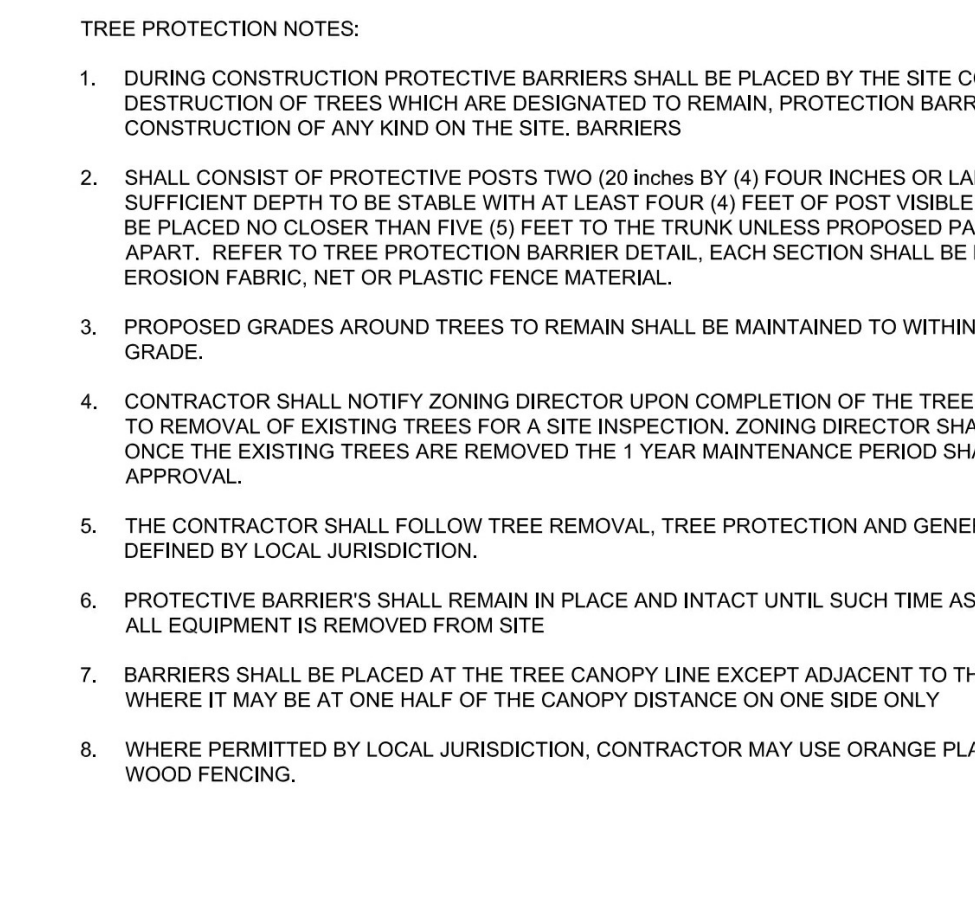 TREE PROTECTION NOTES:
1. DURING CONSTRUCTION PROTECTIVE BARRIERS SHALL BE PLACED BY THE SITE
DESTRUCTION OF TREES WHICH ARE DESIGNATED TO REMAIN, PROTECTION
CONSTRUCTION OF ANY KIND ON THE SITE. BARRIERS
2. SHALL CONSIST OF PROTECTIVE POSTS TWO (20 inches BY (4) FOUR INCHES OR
SUFFICIENT DEPTH TO BE STABLE WITH AT LEAST FOUR (4) FEET OF POST VISIBLE
BE PLACED NO CLOSER THAN FIVE (5) FEET TO THE TRUNK UNLESS PROPOSED
APART. REFER TO TREE PROTECTION BARRIER DETAIL, EACH SECTION SHALL BE
EROSION FABRIC, NET OR PLASTIC FENCE MATERIAL.
3. PROPOSED GRADES AROUND TREES TO REMAIN SHALL BE MAINTAINED TO WITHIN
GRADE.
4. CONTRACTOR SHALL NOTIFY ZONING DIRECTOR UPON COMPLETION OF THE TREE
TO REMOVAL OF EXISTING TREES FOR A SITE INSPECTION. ZONING DIRECTOR
ONCE THE EXISTING TREES ARE REMOVED THE 1 YEAR MAINTENANCE PERIOD
APPROVAL.
5. THE CONTRACTOR SHALL FOLLOW TREE REMOVAL, TREE PROTECTION AND
DEFINED BY LOCAL JURISDICTION.
6. PROTECTIVE BARRIER'S SHALL REMAIN IN PLACE AND INTACT UNTIL SUCH TIME AS
ALL EQUIPMENT IS REMOVED FROM SITE
7. BARRIERS SHALL BE PLACED AT THE TREE CANOPY LINE EXCEPT ADJACENT TO
WHERE IT MAY BE AT ONE HALF OF THE CANOPY DISTANCE ON ONE SIDE ONLY
8. WHERE PERMITTED BY LOCAL JURISDICTION, CONTRACTOR MAY USE ORANGE
WOOD FENCING.